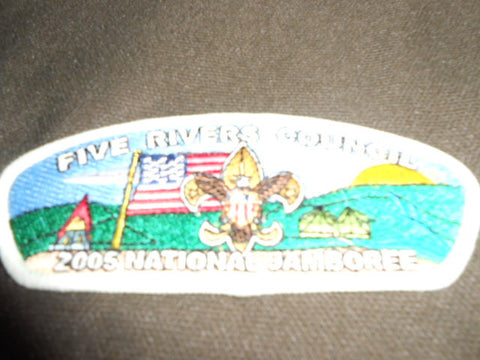 FIVE RIVERS COUNCIL
2005 NATIONAL JAMBOREE